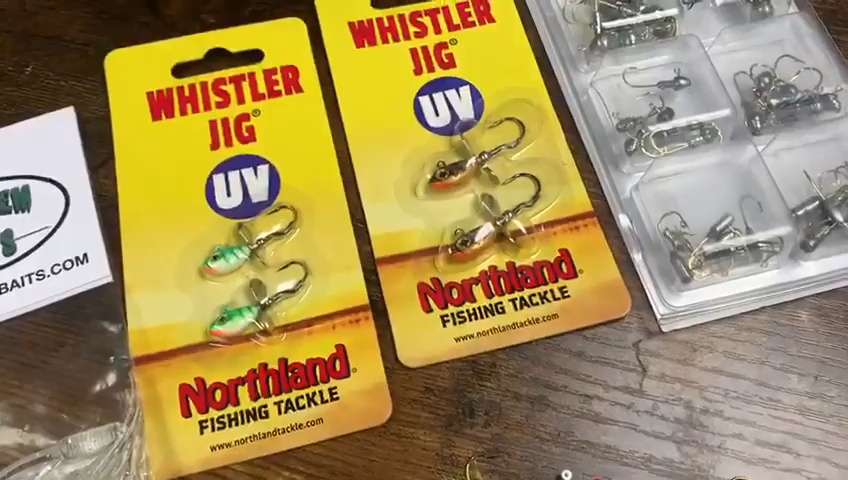 EM
S
BAITS.COM
WHISTLER
JIG®
UV
Northland®
FISHING TACKLE
www.northlandtackle.com
WHISTLER
JIG®
UV
Northland®
FISHING TACKLE
www.northlandtackle.com